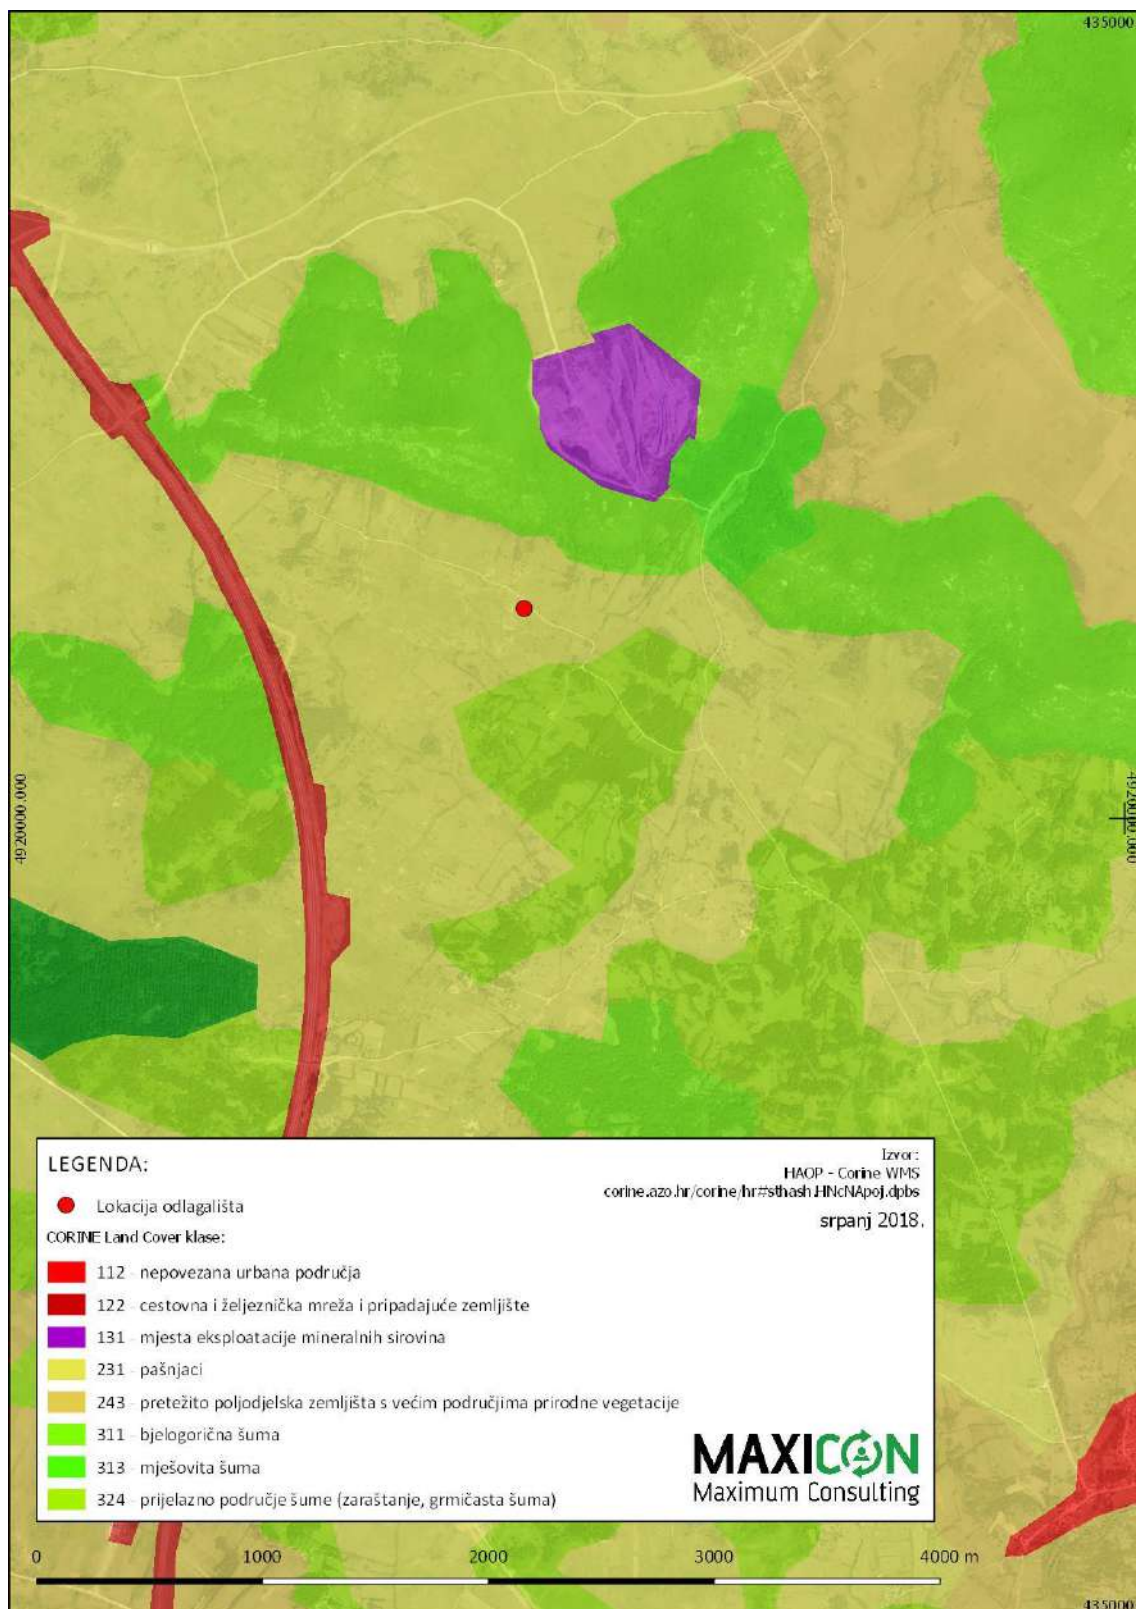 435000
4920000.000
4920000.000
LEGENDA:
Izvor:
HAOP - Corine WMS
corine.azo.hr/corine/hr#sthash.HNcNApoj.dpbs
srpanj 2018.
Lokacija odlagališta
CORINE Land Cover klase:
112 - nepovezana urbana područja
122 - cestovna i željeznička mreža i pripadajuće zemljište
131 - mjesta eksploatacije mineralnih sirovina
231 - pašnjaci
243 - pretežito poljodjelska zemljišta s većim područjima prirodne vegetacije
311 - bjelogorična šuma
313 - mješovita šuma
324 - prijelazno područje šume (zaraštanje, grmičasta šuma)
MAXICON
Maximum Consulting
0 1000 2000 3000 4000 m
435000